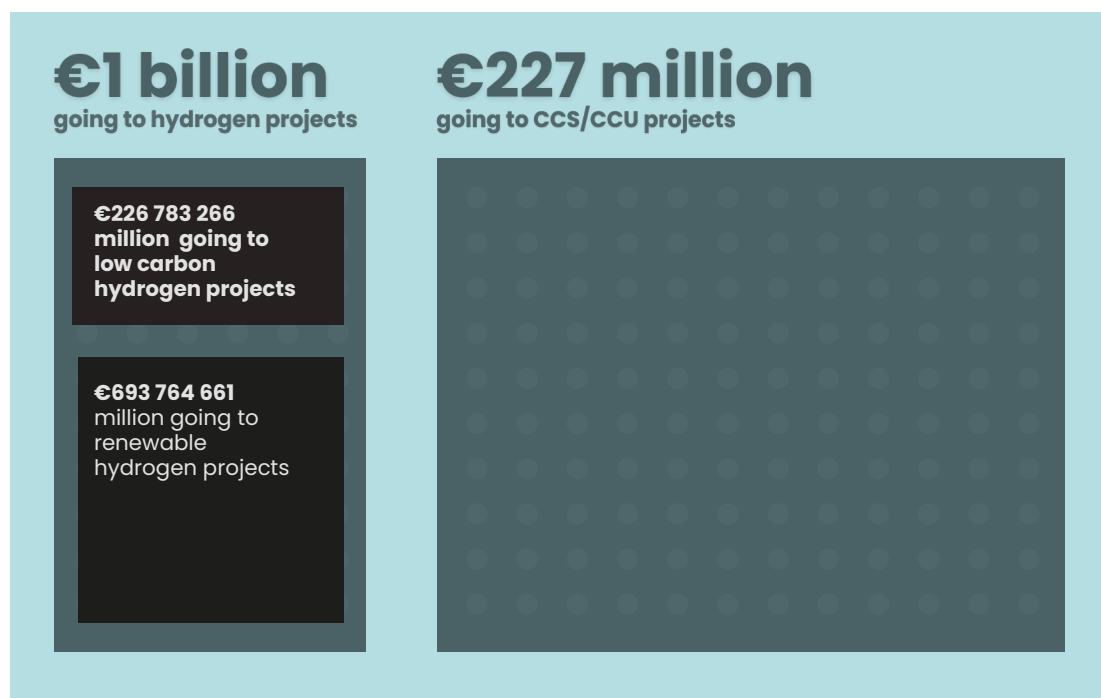 €1 billion
going to hydrogen projects
€226 783 266
million going to
low carbon
hydrogen projects
€693 764 661
million going to
renewable
hydrogen projects
€227 million
going to CCS/CCU projects